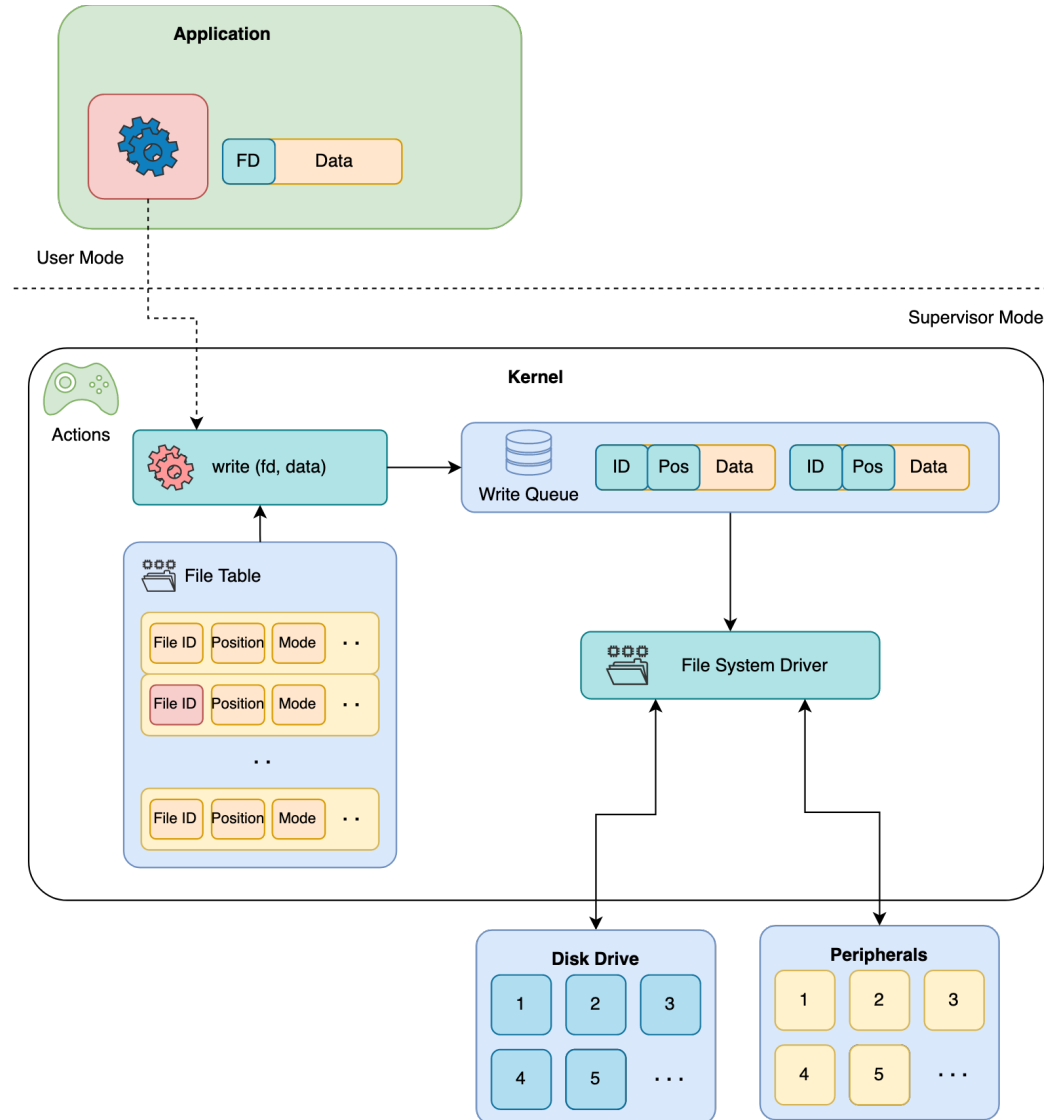 Application
FD
Data
User Mode
Supervisor Mode
Kernel
Actions
write (fd, data)
Write Queue
ID
Pos
Data
ID
Pos
Data
File Table
File ID
Position
Mode
. .
File ID
Position
Mode
. .
. .
File ID
Position
Mode
. .
File System Driver
Disk Drive
1
2
3
4
5
. . .
Peripherals
1
2
3
4
5
. . .